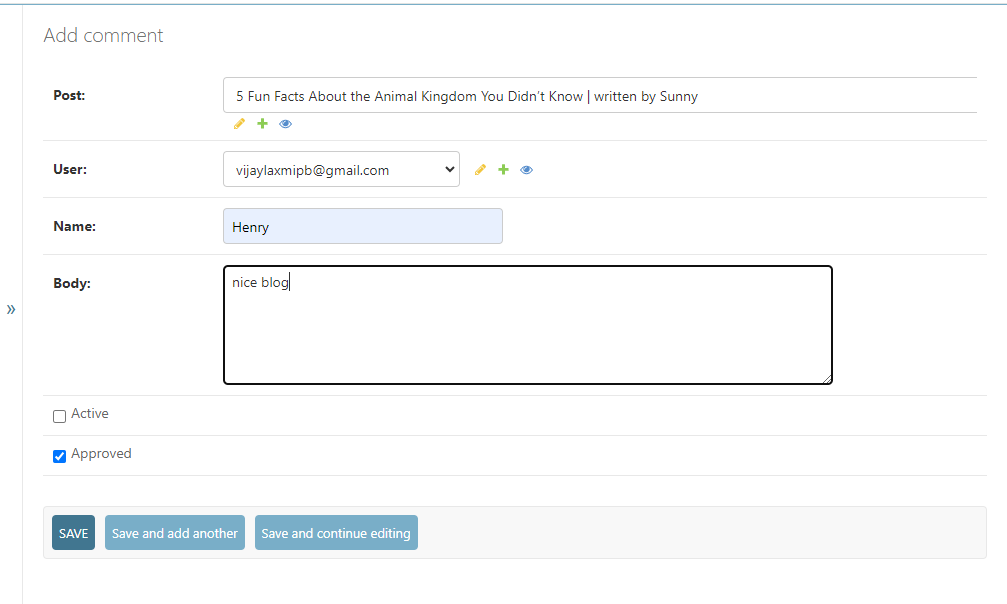 Add comment
Post:
5 Fun Facts About the Animal Kingdom You Didn't Know | written by Sunny
User:
vijaylaxmipb@gmail.com
Name:
Henry
Body:
nice blog
»
Active
Approved
SAVE
Save and add another
Save and continue editing